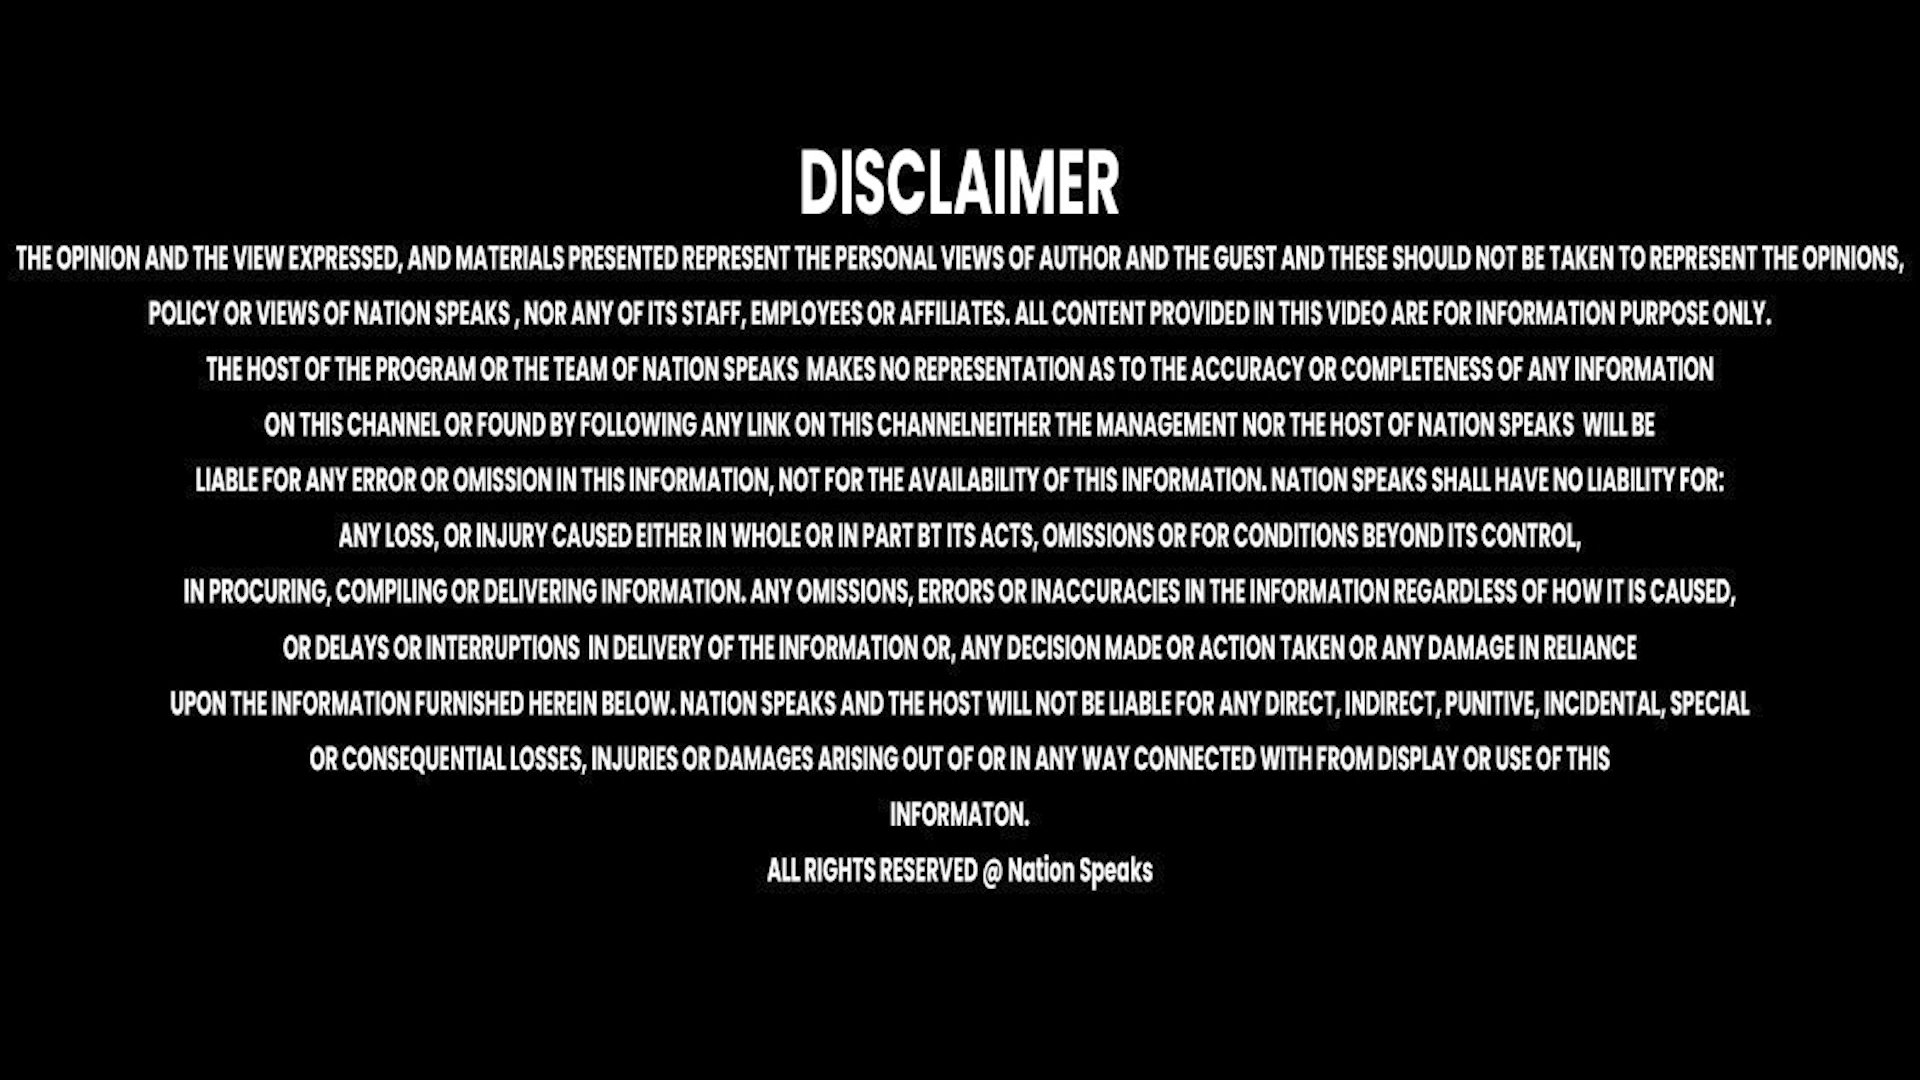 DISCLAIMER
THE OPINION AND THE VIEW EXPRESSED, AND MATERIALS PRESENTED REPRESENT THE PERSONAL VIEWS OF AUTHOR AND THE GUEST AND THESE SHOULD NOT BE TAKEN TO REPRESENT THE OPINIONS,
POLICY OR VIEWS OF NATION SPEAKS , NOR ANY OF ITS STAFF, EMPLOYEES OR AFFILIATES. ALL CONTENT PROVIDED IN THIS VIDEO ARE FOR INFORMATION PURPOSE ONLY.
THE HOST OF THE PROGRAM OR THE TEAM OF NATION SPEAKS MAKES NO REPRESENTATION AS TO THE ACCURACY OR COMPLETENESS OF ANY INFORMATION
ON THIS CHANNEL OR FOUND BY FOLLOWING ANY LINK ON THIS CHANNELNEITHER THE MANAGEMENT NOR THE HOST OF NATION SPEAKS WILL BE
LIABLE FOR ANY ERROR OR OMISSION IN THIS INFORMATION, NOT FOR THE AVAILABILITY OF THIS INFORMATION. NATION SPEAKS SHALL HAVE NO LIABILITY FOR:
ANY LOSS, OR INJURY CAUSED EITHER IN WHOLE OR IN PART BT ITS ACTS, OMISSIONS OR FOR CONDITIONS BEYOND ITS CONTROL,
IN PROCURING, COMPILING OR DELIVERING INFORMATION. ANY OMISSIONS, ERRORS OR INACCURACIES IN THE INFORMATION REGARDLESS OF HOW IT IS CAUSED,
OR DELAYS OR INTERRUPTIONS IN DELIVERY OF THE INFORMATION OR, ANY DECISION MADE OR ACTION TAKEN OR ANY DAMAGE IN RELIANCE
UPON THE INFORMATION FURNISHED HEREIN BELOW. NATION SPEAKS AND THE HOST WILL NOT BE LIABLE FOR ANY DIRECT, INDIRECT, PUNITIVE, INCIDENTAL, SPECIAL
OR CONSEQUENTIAL LOSSES, INJURIES OR DAMAGES ARISING OUT OF OR IN ANY WAY CONNECTED WITH FROM DISPLAY OR USE OF THIS
INFORMATON.
ALL RIGHTS RESERVED @ Nation Speaks